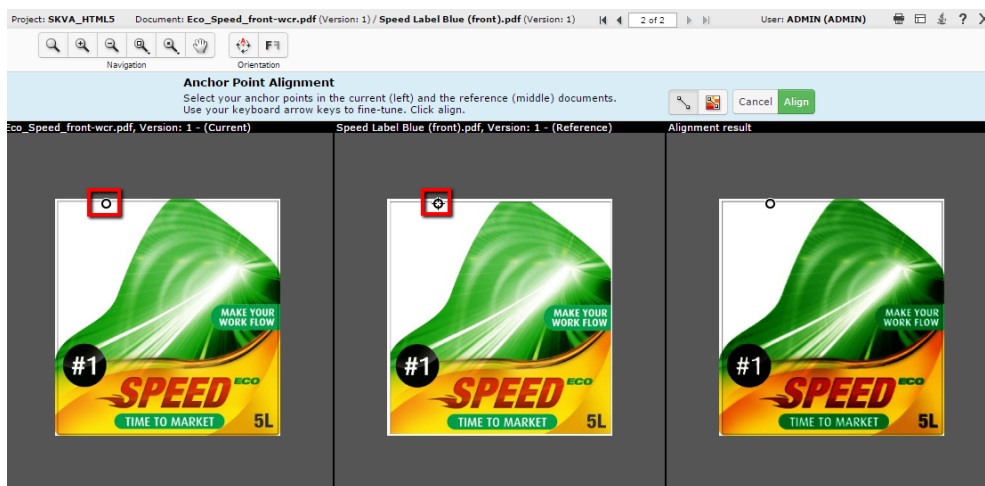 Project: SKVA_HTML5 Document: Eco_Speed_front-wcr.pdf (Version: 1) / Speed Label Blue (front).pdf (Version: 1) 2 of 2 User: ADMIN (ADMIN) ?
F F
Navigation Orientation
Anchor Point Alignment
Select your anchor points in the current (left) and the reference (middle) documents.
Use your keyboard arrow keys to fine-tune. Click align.
Cancel Align
Eco_Speed_front-wcr.pdf, Version: 1 - (Current)
MAKE YOUR
WORK FLOW
#1
SPEED ECO
TIME TO MARKET 5L
Speed Label Blue (front).pdf, Version: 1 - (Reference)
MAKE YOUR
WORK FLOW
#1
SPEED ECO
TIME TO MARKET 5L
Alignment result
MAKE YOUR
WORK FLOW
#1
SPEED ECO
TIME TO MARKET 5L